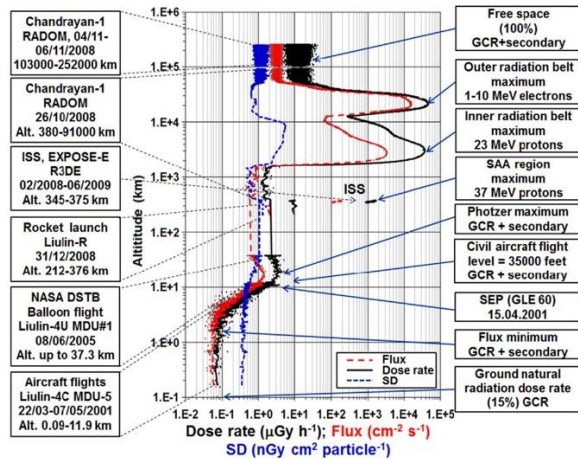 Chandrayan-1
RADOM, 04/11-
06/11/2008
103000-252000 km
Chandrayan-1
RADOM
26/10/2008
Alt. 380-91000 km
ISS, EXPOSE-E
R3DE
02/2008-06/2009
Alt. 345-375 km
Rocket launch
Liulin-R
31/12/2008
Alt. 212-376 km
NASA DSTB
Balloon flight
Liulin-4U MDU#1
08/06/2005
Alt. up to 37.3 km
Aircraft flights
Liulin-4C MDU-5
22/03-07/05/2001
Alt. 0.09-11.9 km
Altititude (km)
1.E+6
1.E+5
1.E+4
1.E+3
1.E+2
1.E+1
1.E+0
1.E-1
ISS
Flux
Dose rate
SD
1.E-2 1.E-1 1.E+0 1.E+1 1.E+2 1.E+3 1.E+4 1.E+5
Dose rate (μGy h⁻¹); Flux (cm⁻² s⁻¹)
SD (nGy cm² particle⁻¹)
Free space
(100%)
GCR+secondary
Outer radiation belt
maximum
1-10 MeV electrons
Inner radiation belt
maximum
23 MeV protons
SAA region
maximum
37 MeV protons
Photzer maximum
GCR + secondary
Civil aircraft flight
level = 35000 feet
GCR + secondary
SEP (GLE 60)
15.04.2001
Flux minimum
GCR + secondary
Ground natural
radiation dose rate
(15%) GCR